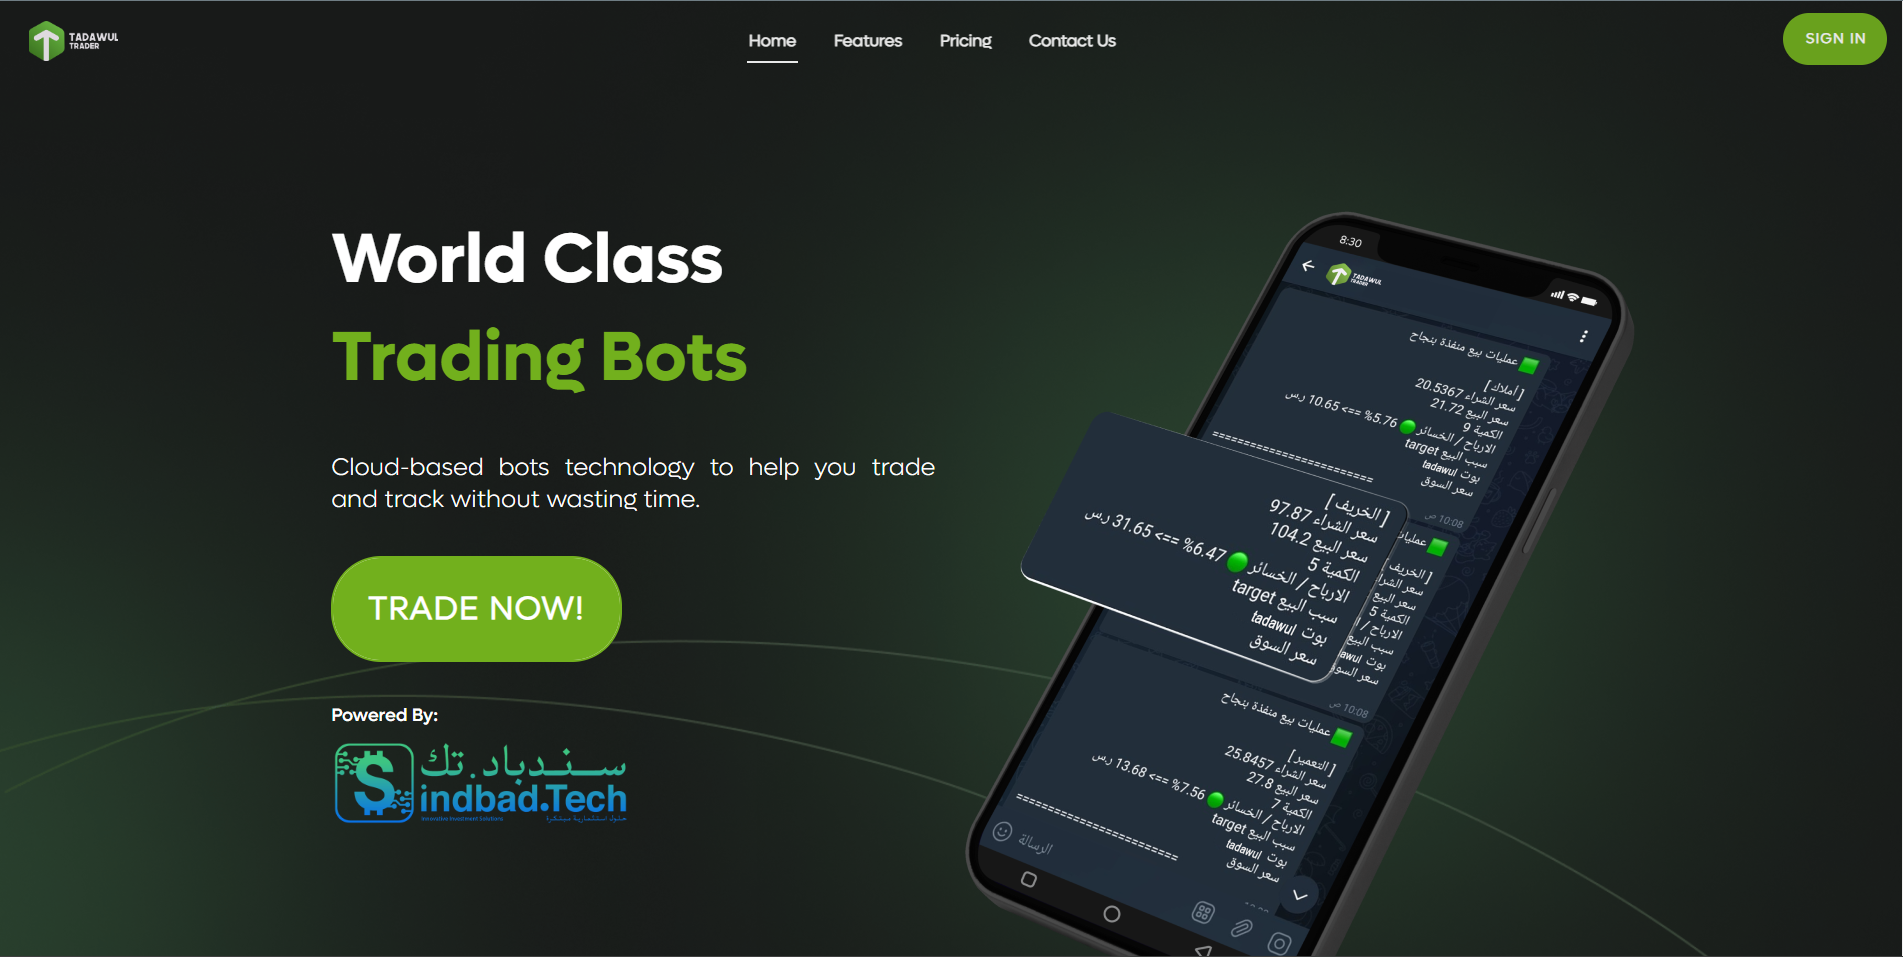 TADAWUL
TRADER
Home
Features
Pricing
Contact Us
SIGN IN
World Class
Trading Bots
Cloud-based bots technology to help you trade
and track without wasting time.
TRADE NOW!
Powered By:
سندباد.تك
Sindbad.Tech
Innovative Investment Solutions
حلول استثمارية مبتكرة
8:30
TADAWUL
TRADER
عمليات بيع منفذة بنجاح
[ أملاك ]
سعر الشراء 20.5367
سعر البيع 21.72
الكمية 9
الارباح / الخسائر 5.76% ==> 10.65 ر.س
سبب البيع target
بوت tadawul
سعر السوق
=========================
10:08 ص
[ الخريف ]
سعر الشراء 97.87
سعر البيع 104.2
الكمية 5
الارباح / الخسائر 6.47% ==> 31.65 ر.س
سبب البيع target
بوت tadawul
سعر السوق
عمليات
[ الخريف
سعر الشرا
سعر البيع
الكمية 5
الارباح / ا
سبب البيع
بوت awul
سعر السوق
10:08 ص
عمليات بيع منفذة بنجاح
[ التعمير ]
سعر الشراء 25.8457
سعر البيع 27.8
الكمية 7
الارباح / الخسائر 7.56% ==> 13.68 ر.س
سبب البيع target
بوت tadawul
سعر السوق
=========================
الرسالة